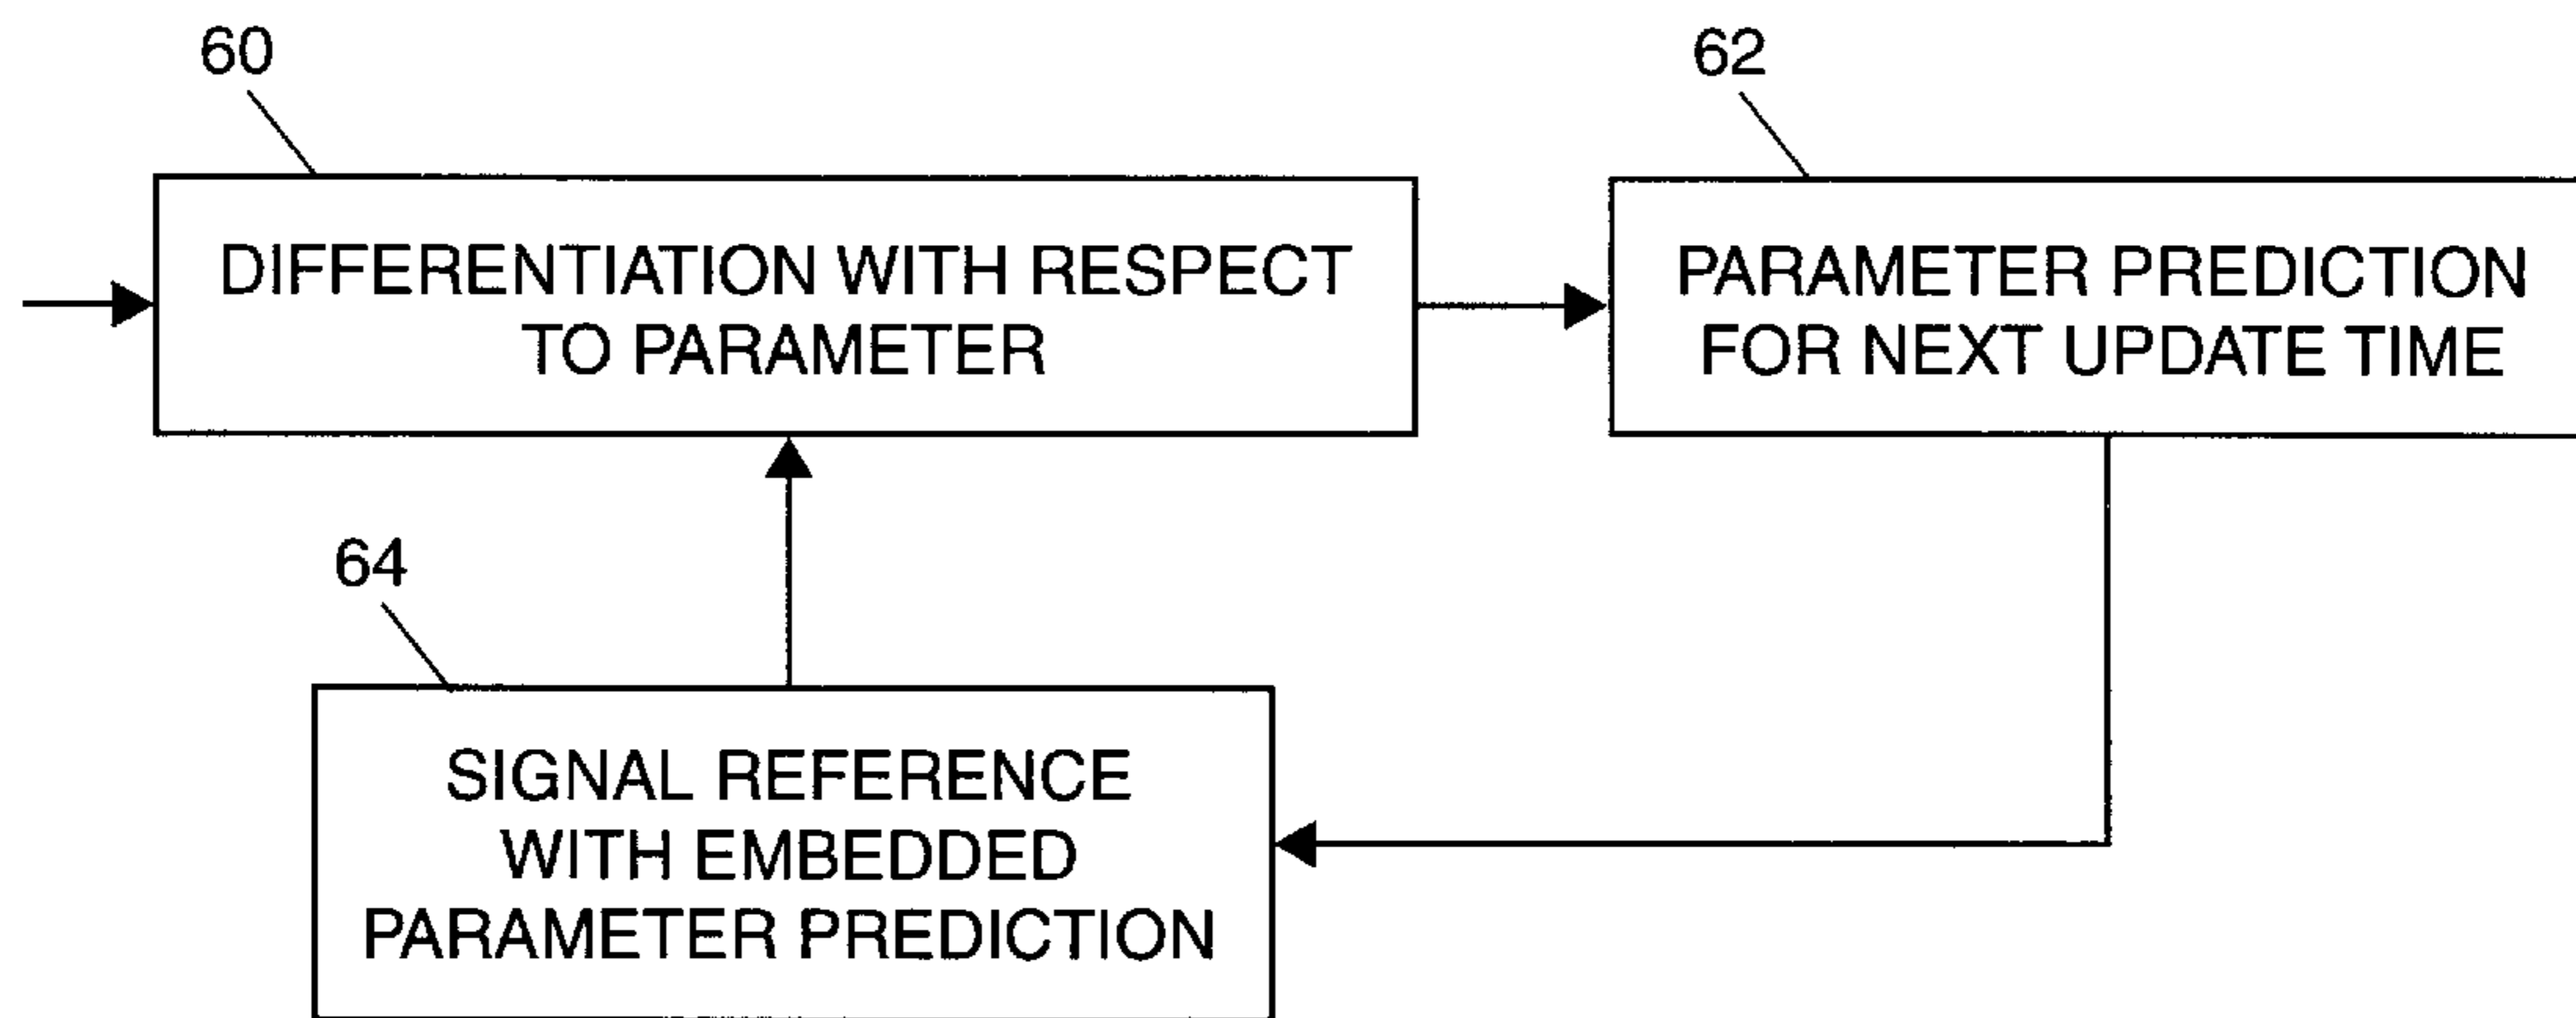 60
62
DIFFERENTIATION WITH RESPECT
TO PARAMETER
PARAMETER PREDICTION
FOR NEXT UPDATE TIME
64
SIGNAL REFERENCE
WITH EMBEDDED
PARAMETER PREDICTION